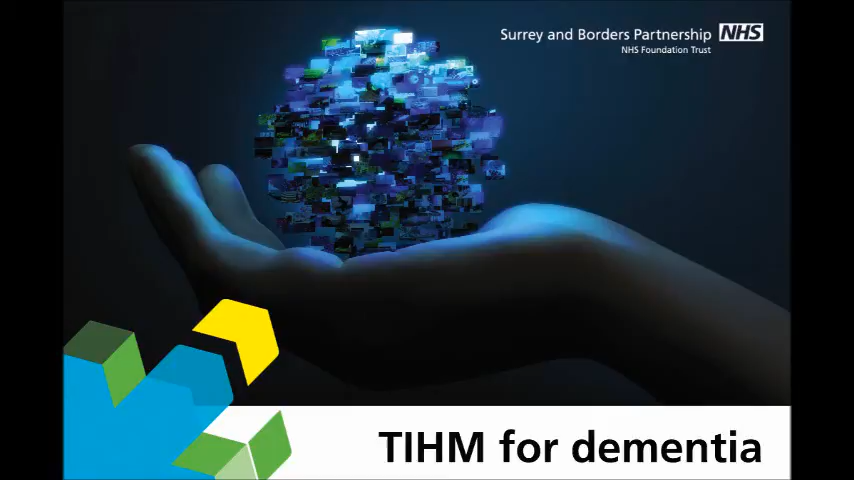 Surrey and Borders Partnership NHS
NHS Foundation Trust
TIHM for dementia